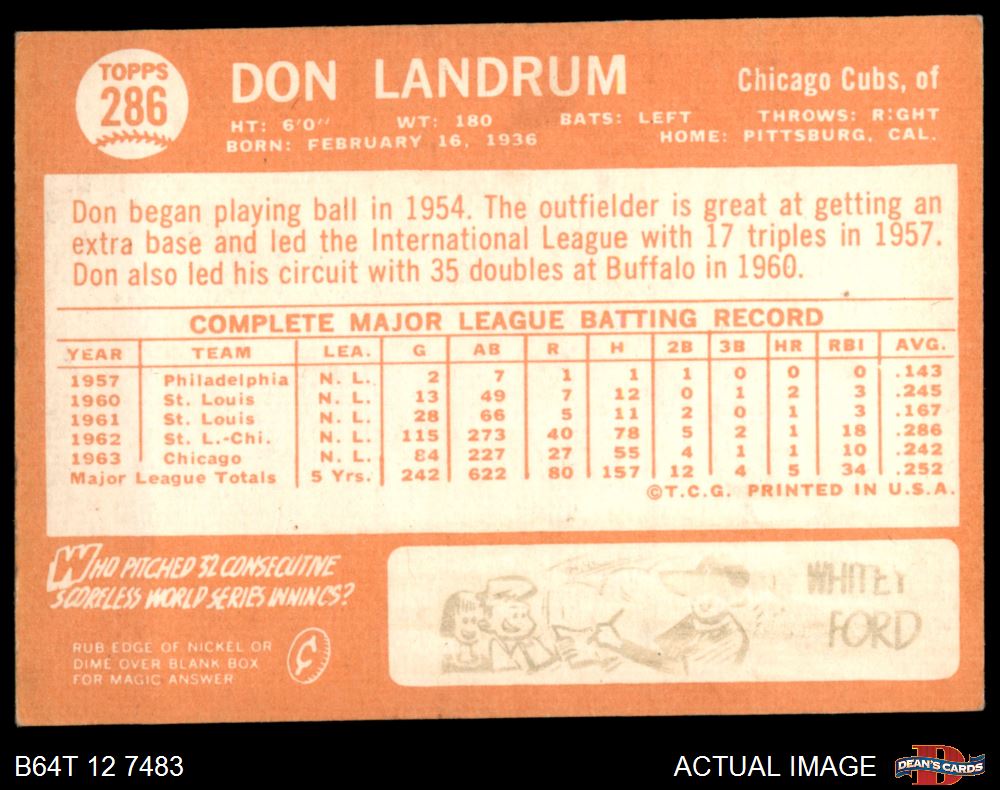 TOPPS
286
DON LANDRUM
Chicago Cubs, of
HT: 6'0" WT: 180 BATS: LEFT THROWS: RIGHT
BORN: FEBRUARY 16, 1936 HOME: PITTSBURG, CAL.
Don began playing ball in 1954. The outfielder is great at getting an
extra base and led the International League with 17 triples in 1957.
Don also led his circuit with 35 doubles at Buffalo in 1960.
COMPLETE MAJOR LEAGUE BATTING RECORD
YEAR TEAM LEA. G AB R H 2B 3B HR RBI AVG.
1957 Philadelphia N. L. 2 7 1 1 1 0 0 0 .143
1960 St. Louis N. L. 13 49 7 12 0 1 2 3 .245
1961 St. Louis N. L. 28 66 5 11 2 0 1 3 .167
1962 St. L.-Chi. N. L. 115 273 40 78 5 2 1 18 .286
1963 Chicago N. L. 84 227 27 55 4 1 1 10 .242
Major League Totals 5 Yrs. 242 622 80 157 12 4 5 34 .252
©T.C.G. PRINTED IN U.S.A.
WHO PITCHED 32 CONSECUTIVE
SCORELESS WORLD SERIES INNINGS?
RUB EDGE OF NICKEL OR
DIME OVER BLANK BOX
FOR MAGIC ANSWER
WHITEY
FORD
B64T 12 7483
ACTUAL IMAGE
DEAN'S CARDS